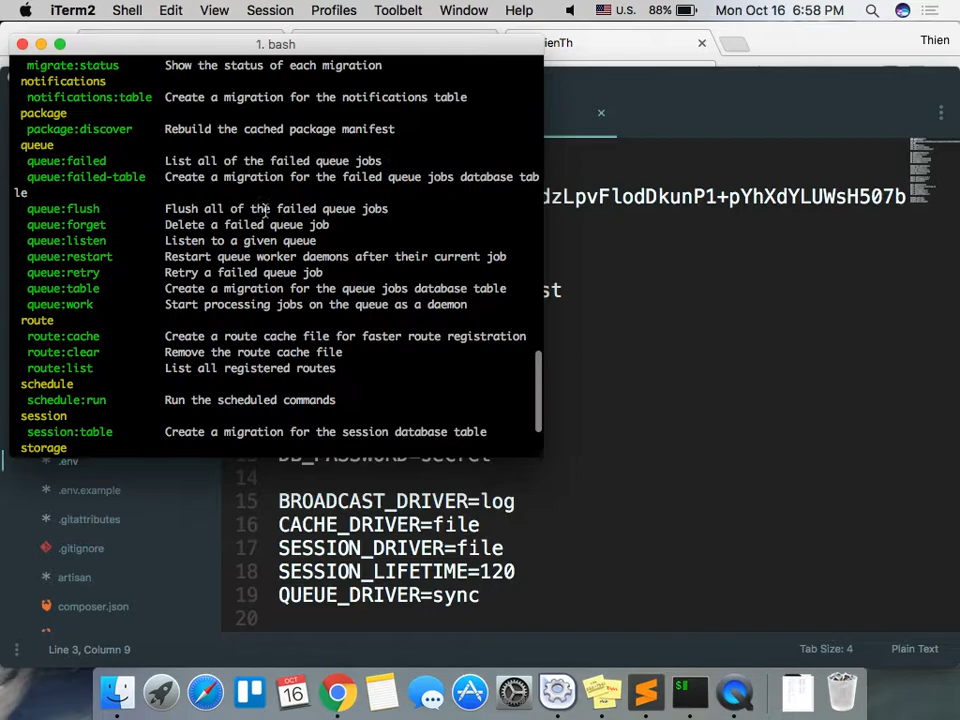 iTerm2 Shell Edit View Session Profiles Toolbelt Window Help U.S. 88% Mon Oct 16 6:58 PM
1. bash
ienTh
Thien
migrate:status Show the status of each migration
notifications
notifications:table Create a migration for the notifications table
package
package:discover Rebuild the cached package manifest
queue
queue:failed List all of the failed queue jobs
queue:failed-table Create a migration for the failed queue jobs database tab
le
queue:flush Flush all of the failed queue jobs
queue:forget Delete a failed queue job
queue:listen Listen to a given queue
queue:restart Restart queue worker daemons after their current job
queue:retry Retry a failed queue job
queue:table Create a migration for the queue jobs database table
queue:work Start processing jobs on the queue as a daemon
route
route:cache Create a route cache file for faster route registration
route:clear Remove the route cache file
route:list List all registered routes
schedule
schedule:run Run the scheduled commands
session
session:table Create a migration for the session database table
storage
dzLpvFlodDkunP1+pYhXdYLUWsH507b
st
.env
.env.example
.gitattributes
.gitignore
artisan
composer.json
DB_PASSWORD=secret
14
15 BROADCAST_DRIVER=log
16 CACHE_DRIVER=file
17 SESSION_DRIVER=file
18 SESSION_LIFETIME=120
19 QUEUE_DRIVER=sync
20
Line 3, Column 9 Tab Size: 4 Plain Text
OCT
16
$